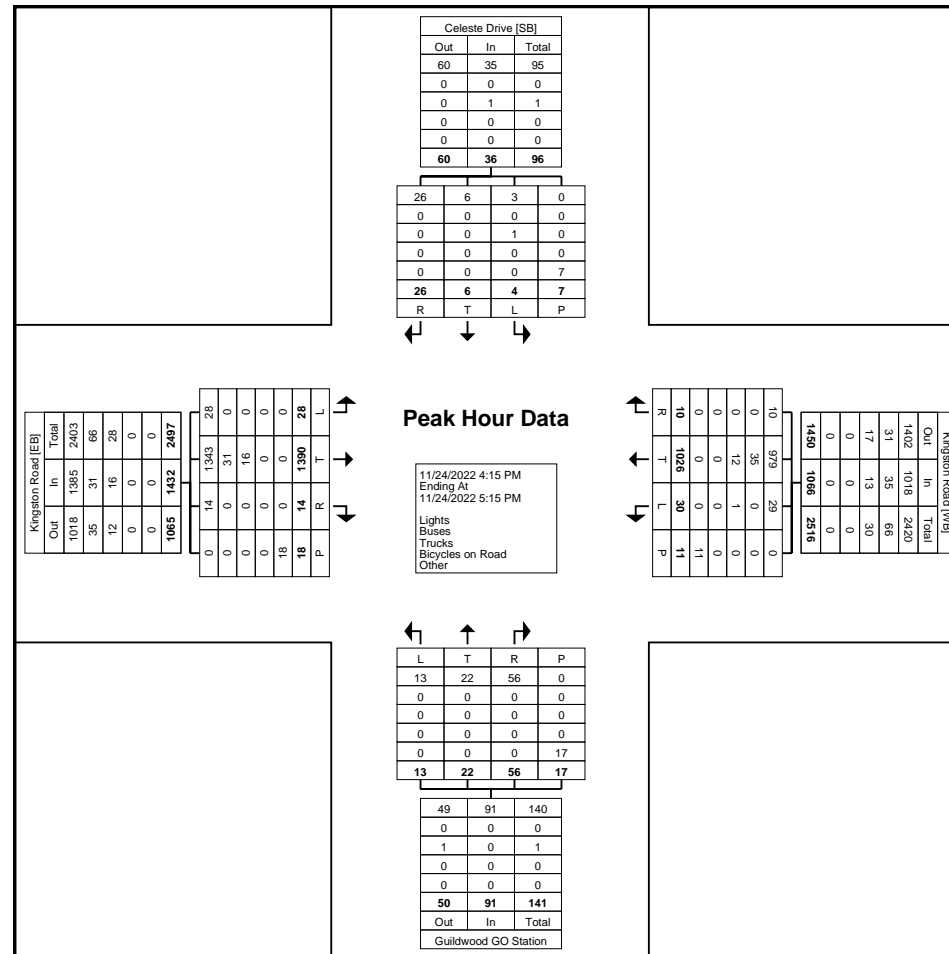 Celeste Drive [SB]
Out In Total
60 35 95
0 0 0
0 1 1
0 0 0
0 0 0
60 36 96
26 6 3 0
0 0 0 0
0 0 1 0
0 0 0 0
0 0 0 7
26 6 4 7
R T L P
Kingston Road [EB]
Total 2403 66 28 0 0 2497
In 1385 31 16 0 0 1432
Out 1018 35 12 0 0 1065
28 0 0 0 0 28 L
1343 31 16 0 0 1390 T
14 0 0 0 0 14 R
0 0 0 0 18 18 P
Peak Hour Data
11/24/2022 4:15 PM
Ending At
11/24/2022 5:15 PM
Lights
Buses
Trucks
Bicycles on Road
Other
R 10 0 0 0 0 10
T 1026 0 0 12 35 979
L 30 0 0 1 0 29
P 11 11 0 0 0 0
Kingston Road [WB]
1450 0 0 17 31 1402 Out
1066 0 0 13 35 1018 In
2516 0 0 30 66 2420 Total
L T R P
13 22 56 0
0 0 0 0
0 0 0 0
0 0 0 0
0 0 0 17
13 22 56 17
49 91 140
0 0 0
1 0 1
0 0 0
0 0 0
50 91 141
Out In Total
Guildwood GO Station